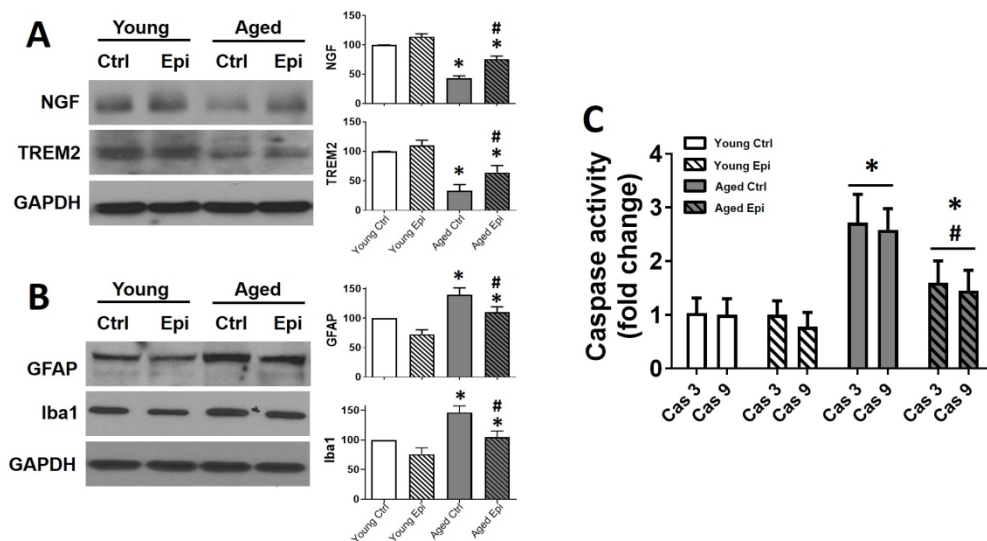 A
Young Aged
Ctrl Epi Ctrl Epi
NGF
TREM2
GAPDH
NGF
150
100
50
0
*
#
*
TREM2
150
100
50
0
*
#
*
Young Ctrl
Young Epi
Aged Ctrl
Aged Epi
B
Young Aged
Ctrl Epi Ctrl Epi
GFAP
Iba1
GAPDH
GFAP
150
100
50
0
*
#
*
Iba1
150
100
50
0
*
#
*
Young Ctrl
Young Epi
Aged Ctrl
Aged Epi
C
Young Ctrl
Young Epi
Aged Ctrl
Aged Epi
Caspase activity
(fold change)
4
3
2
1
0
*
*
#
Cas 3
Cas 9
Cas 3
Cas 9
Cas 3
Cas 9
Cas 3
Cas 9